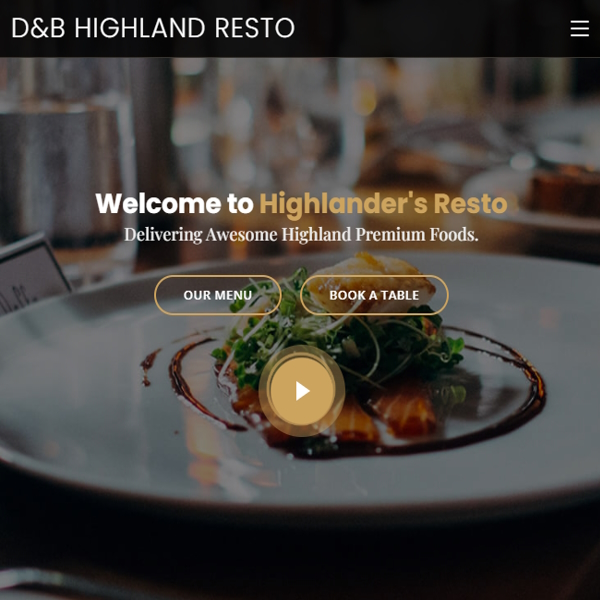 D&B HIGHLAND RESTO
Welcome to Highlander's Resto
Delivering Awesome Highland Premium Foods.
OUR MENU
BOOK A TABLE